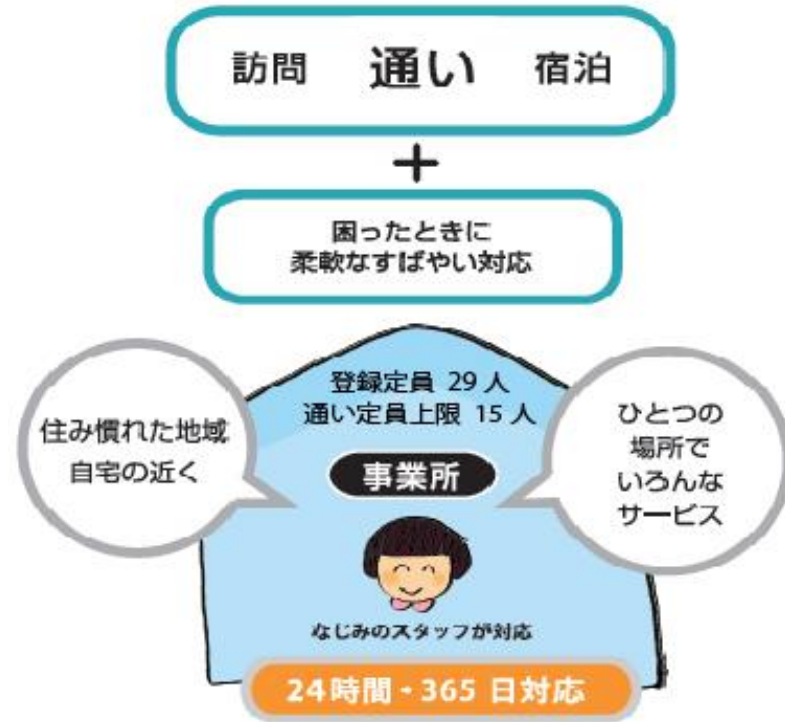 訪問 通い 宿泊
+
困ったときに
柔軟なすばやい対応
登録定員 29 人
通い定員上限 15 人
住み慣れた地域
自宅の近く
ひとつの
場所で
いろんな
サービス
事業所
なじみのスタッフが対応
24時間・365 日対応